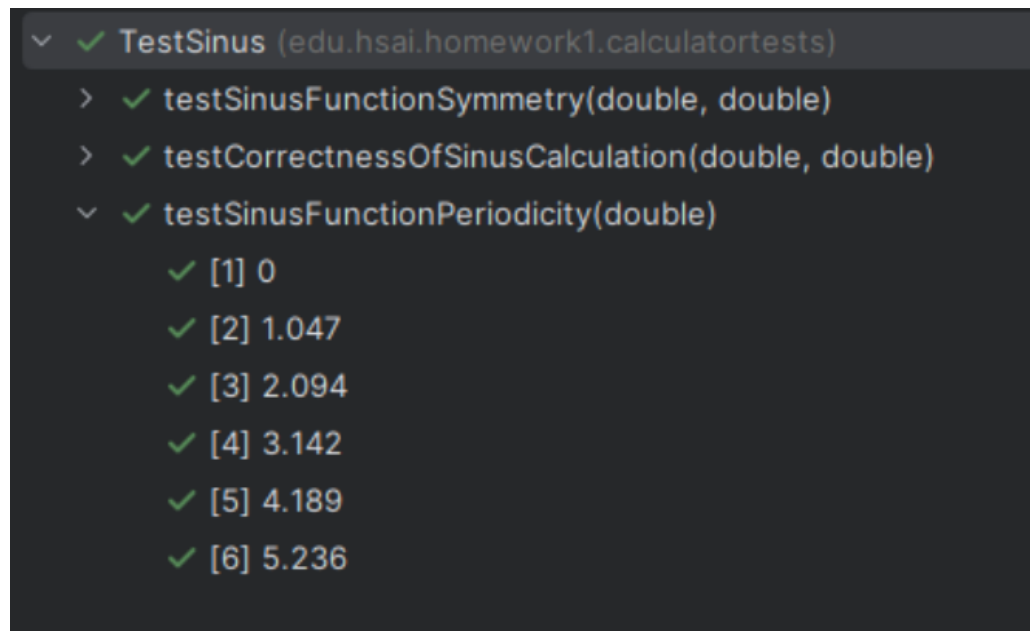 TestSinus (edu.hsai.homework1.calculatortests)
testSinusFunctionSymmetry(double, double)
testCorrectnessOfSinusCalculation(double, double)
testSinusFunctionPeriodicity(double)
[1] 0
[2] 1.047
[3] 2.094
[4] 3.142
[5] 4.189
[6] 5.236